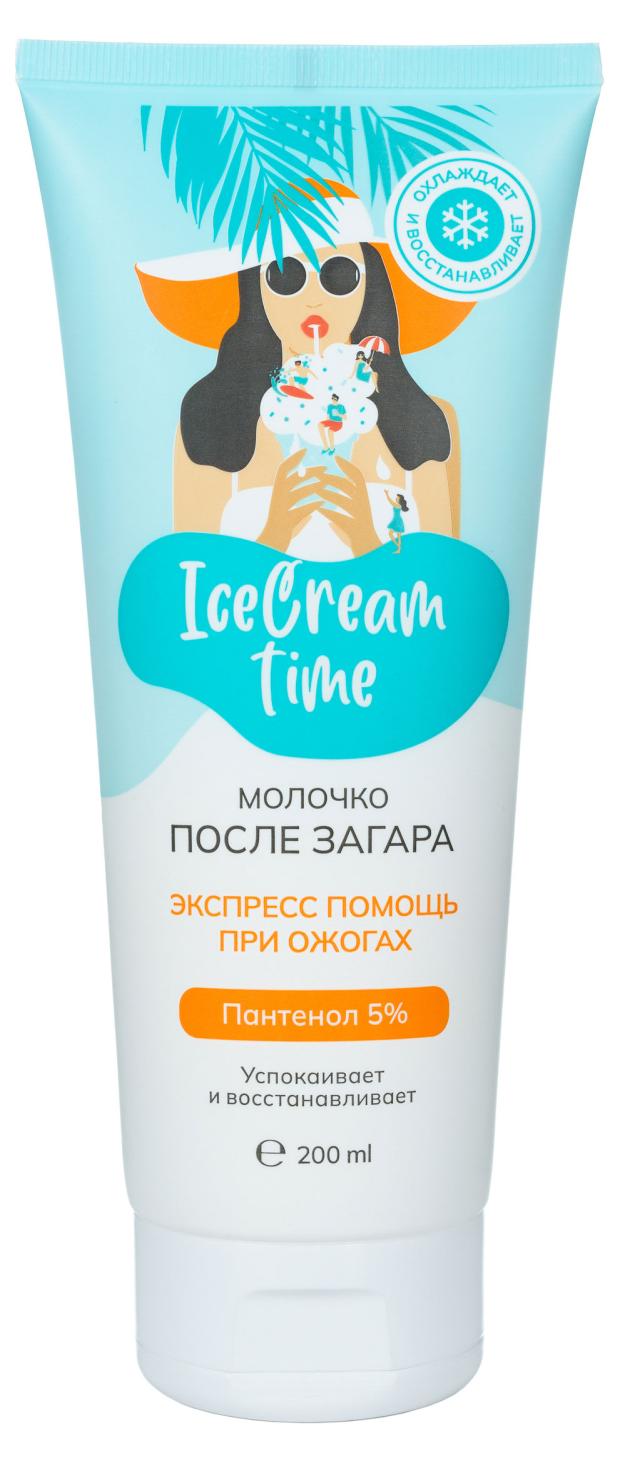 ОХЛАЖДАЕТ
И ВОССТАНАВЛИВАЕТ
IceCream
time
МОЛОЧКО
ПОСЛЕ ЗАГАРА
ЭКСПРЕСС ПОМОЩЬ
ПРИ ОЖОГАХ
Пантенол 5%
Успокаивает
и восстанавливает
℮ 200 ml